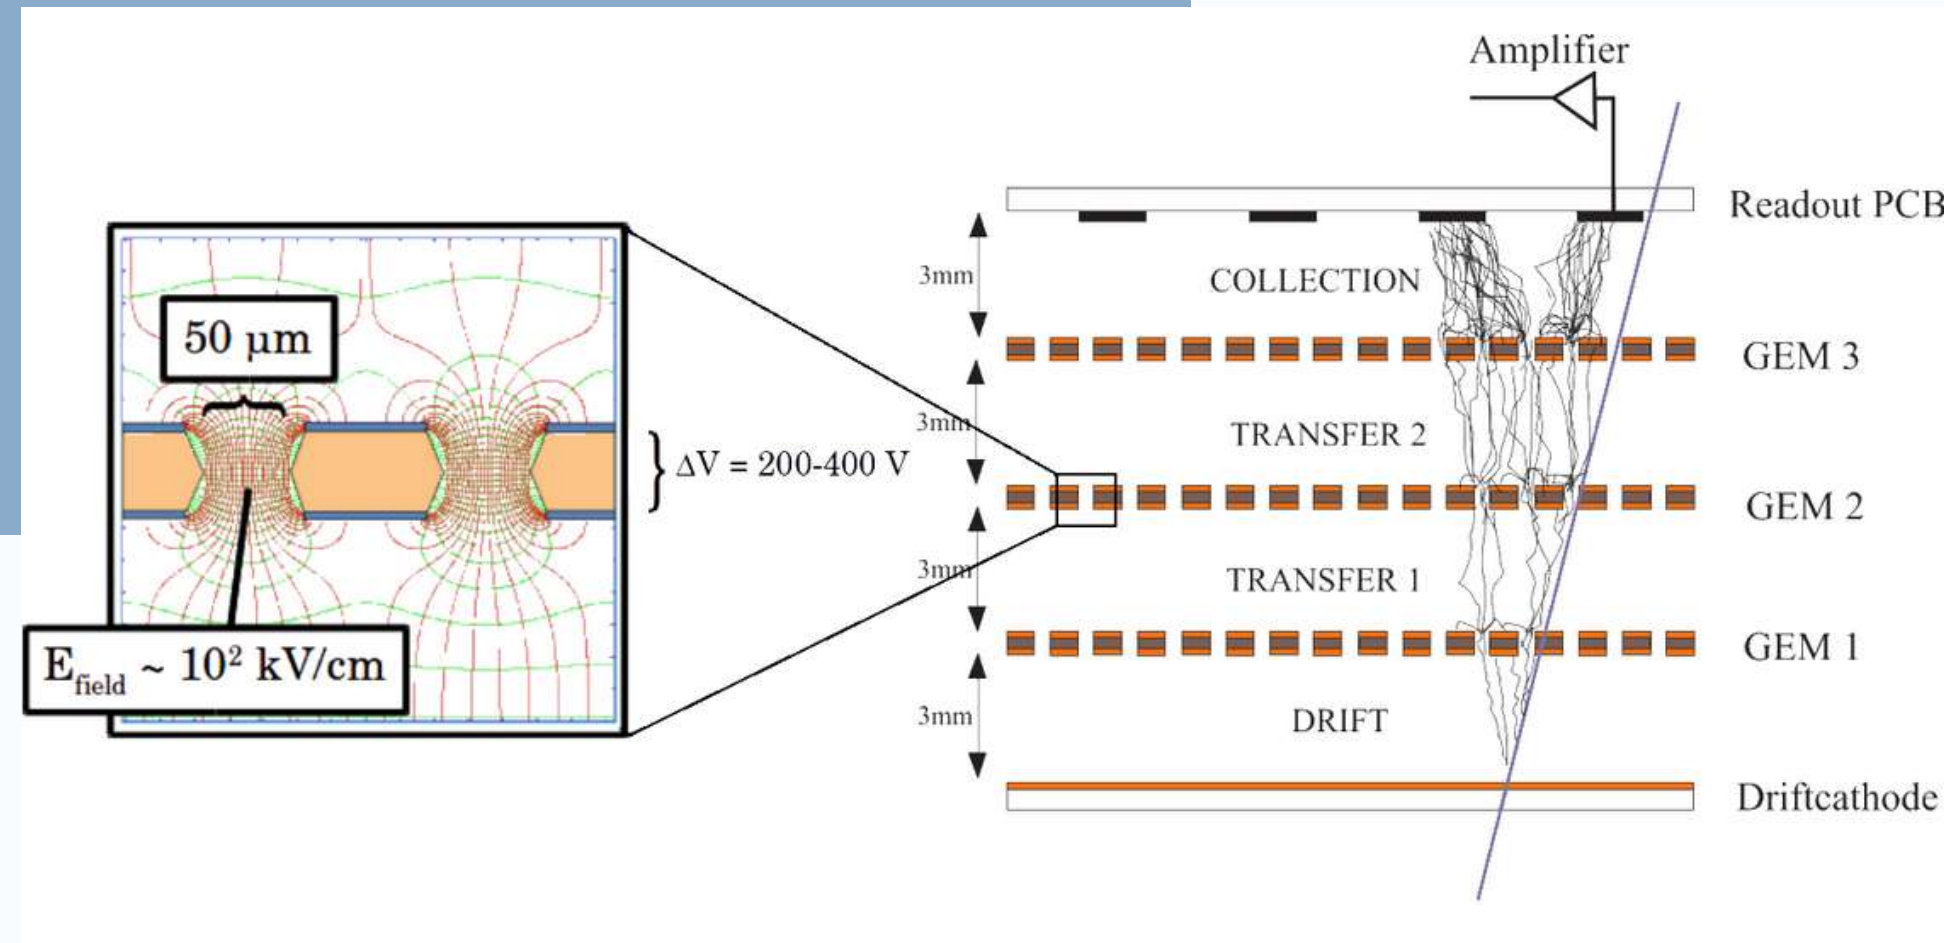 Amplifier
Readout PCB
3mm
COLLECTION
GEM 3
50 µm
3mm
TRANSFER 2
ΔV = 200-400 V
GEM 2
3mm
TRANSFER 1
GEM 1
E_field ~ 10² kV/cm
3mm
DRIFT
Driftcathode